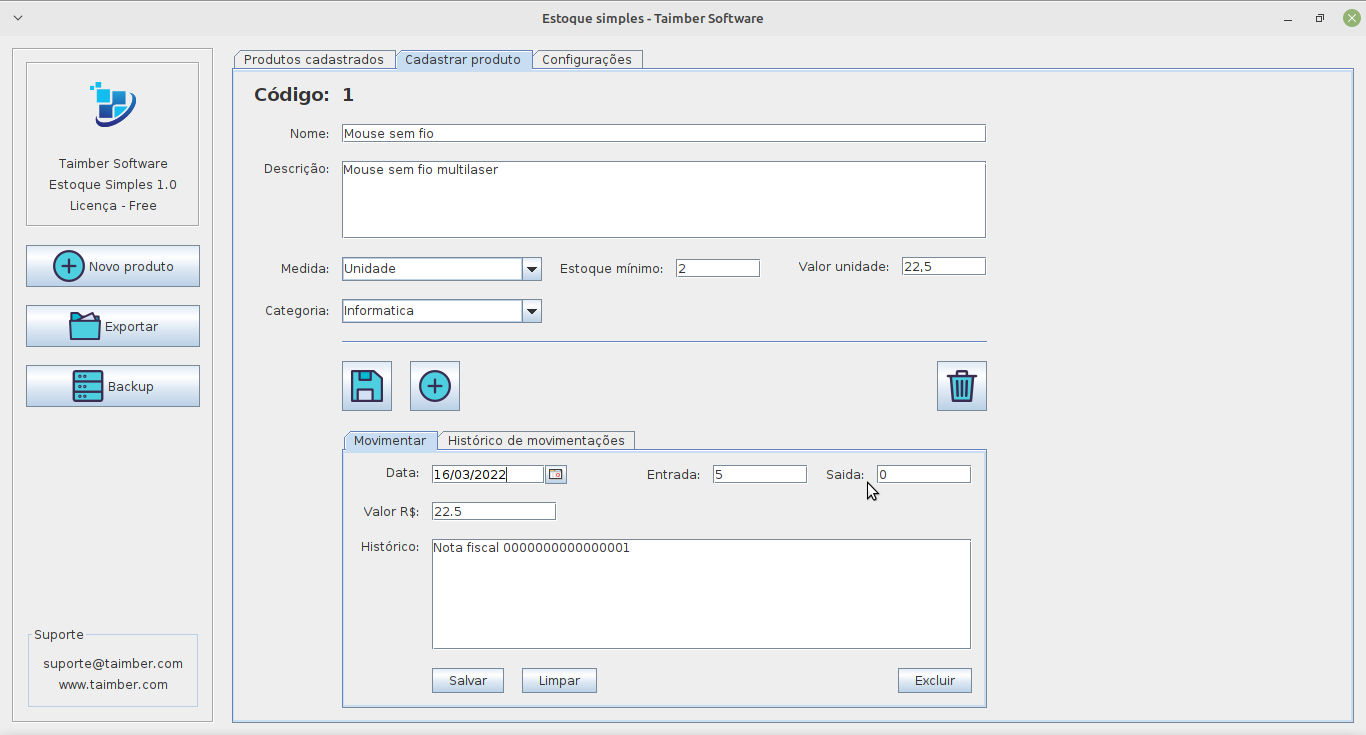 Estoque simples - Taimber Software
Taimber Software
Estoque Simples 1.0
Licença - Free
Novo produto
Exportar
Backup
Suporte
suporte@taimber.com
www.taimber.com
Produtos cadastrados Cadastrar produto Configurações
Código: 1
Nome: Mouse sem fio
Descrição: Mouse sem fio multilaser
Medida: Unidade Estoque mínimo: 2 Valor unidade: 22,5
Categoria: Informatica
Movimentar Histórico de movimentações
Data: 16/03/2022 Entrada: 5 Saida: 0
Valor R$: 22.5
Histórico: Nota fiscal 0000000000000001
Salvar Limpar Excluir